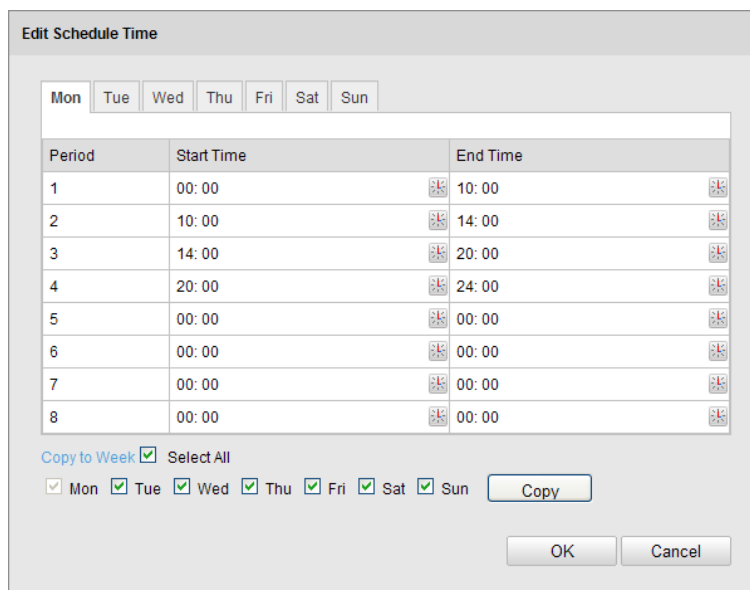 Edit Schedule Time
Mon Tue Wed Thu Fri Sat Sun
Period Start Time End Time
1 00: 00 10: 00
2 10: 00 14: 00
3 14: 00 20: 00
4 20: 00 24: 00
5 00: 00 00: 00
6 00: 00 00: 00
7 00: 00 00: 00
8 00: 00 00: 00
Copy to Week Select All
Mon Tue Wed Thu Fri Sat Sun Copy
OK Cancel